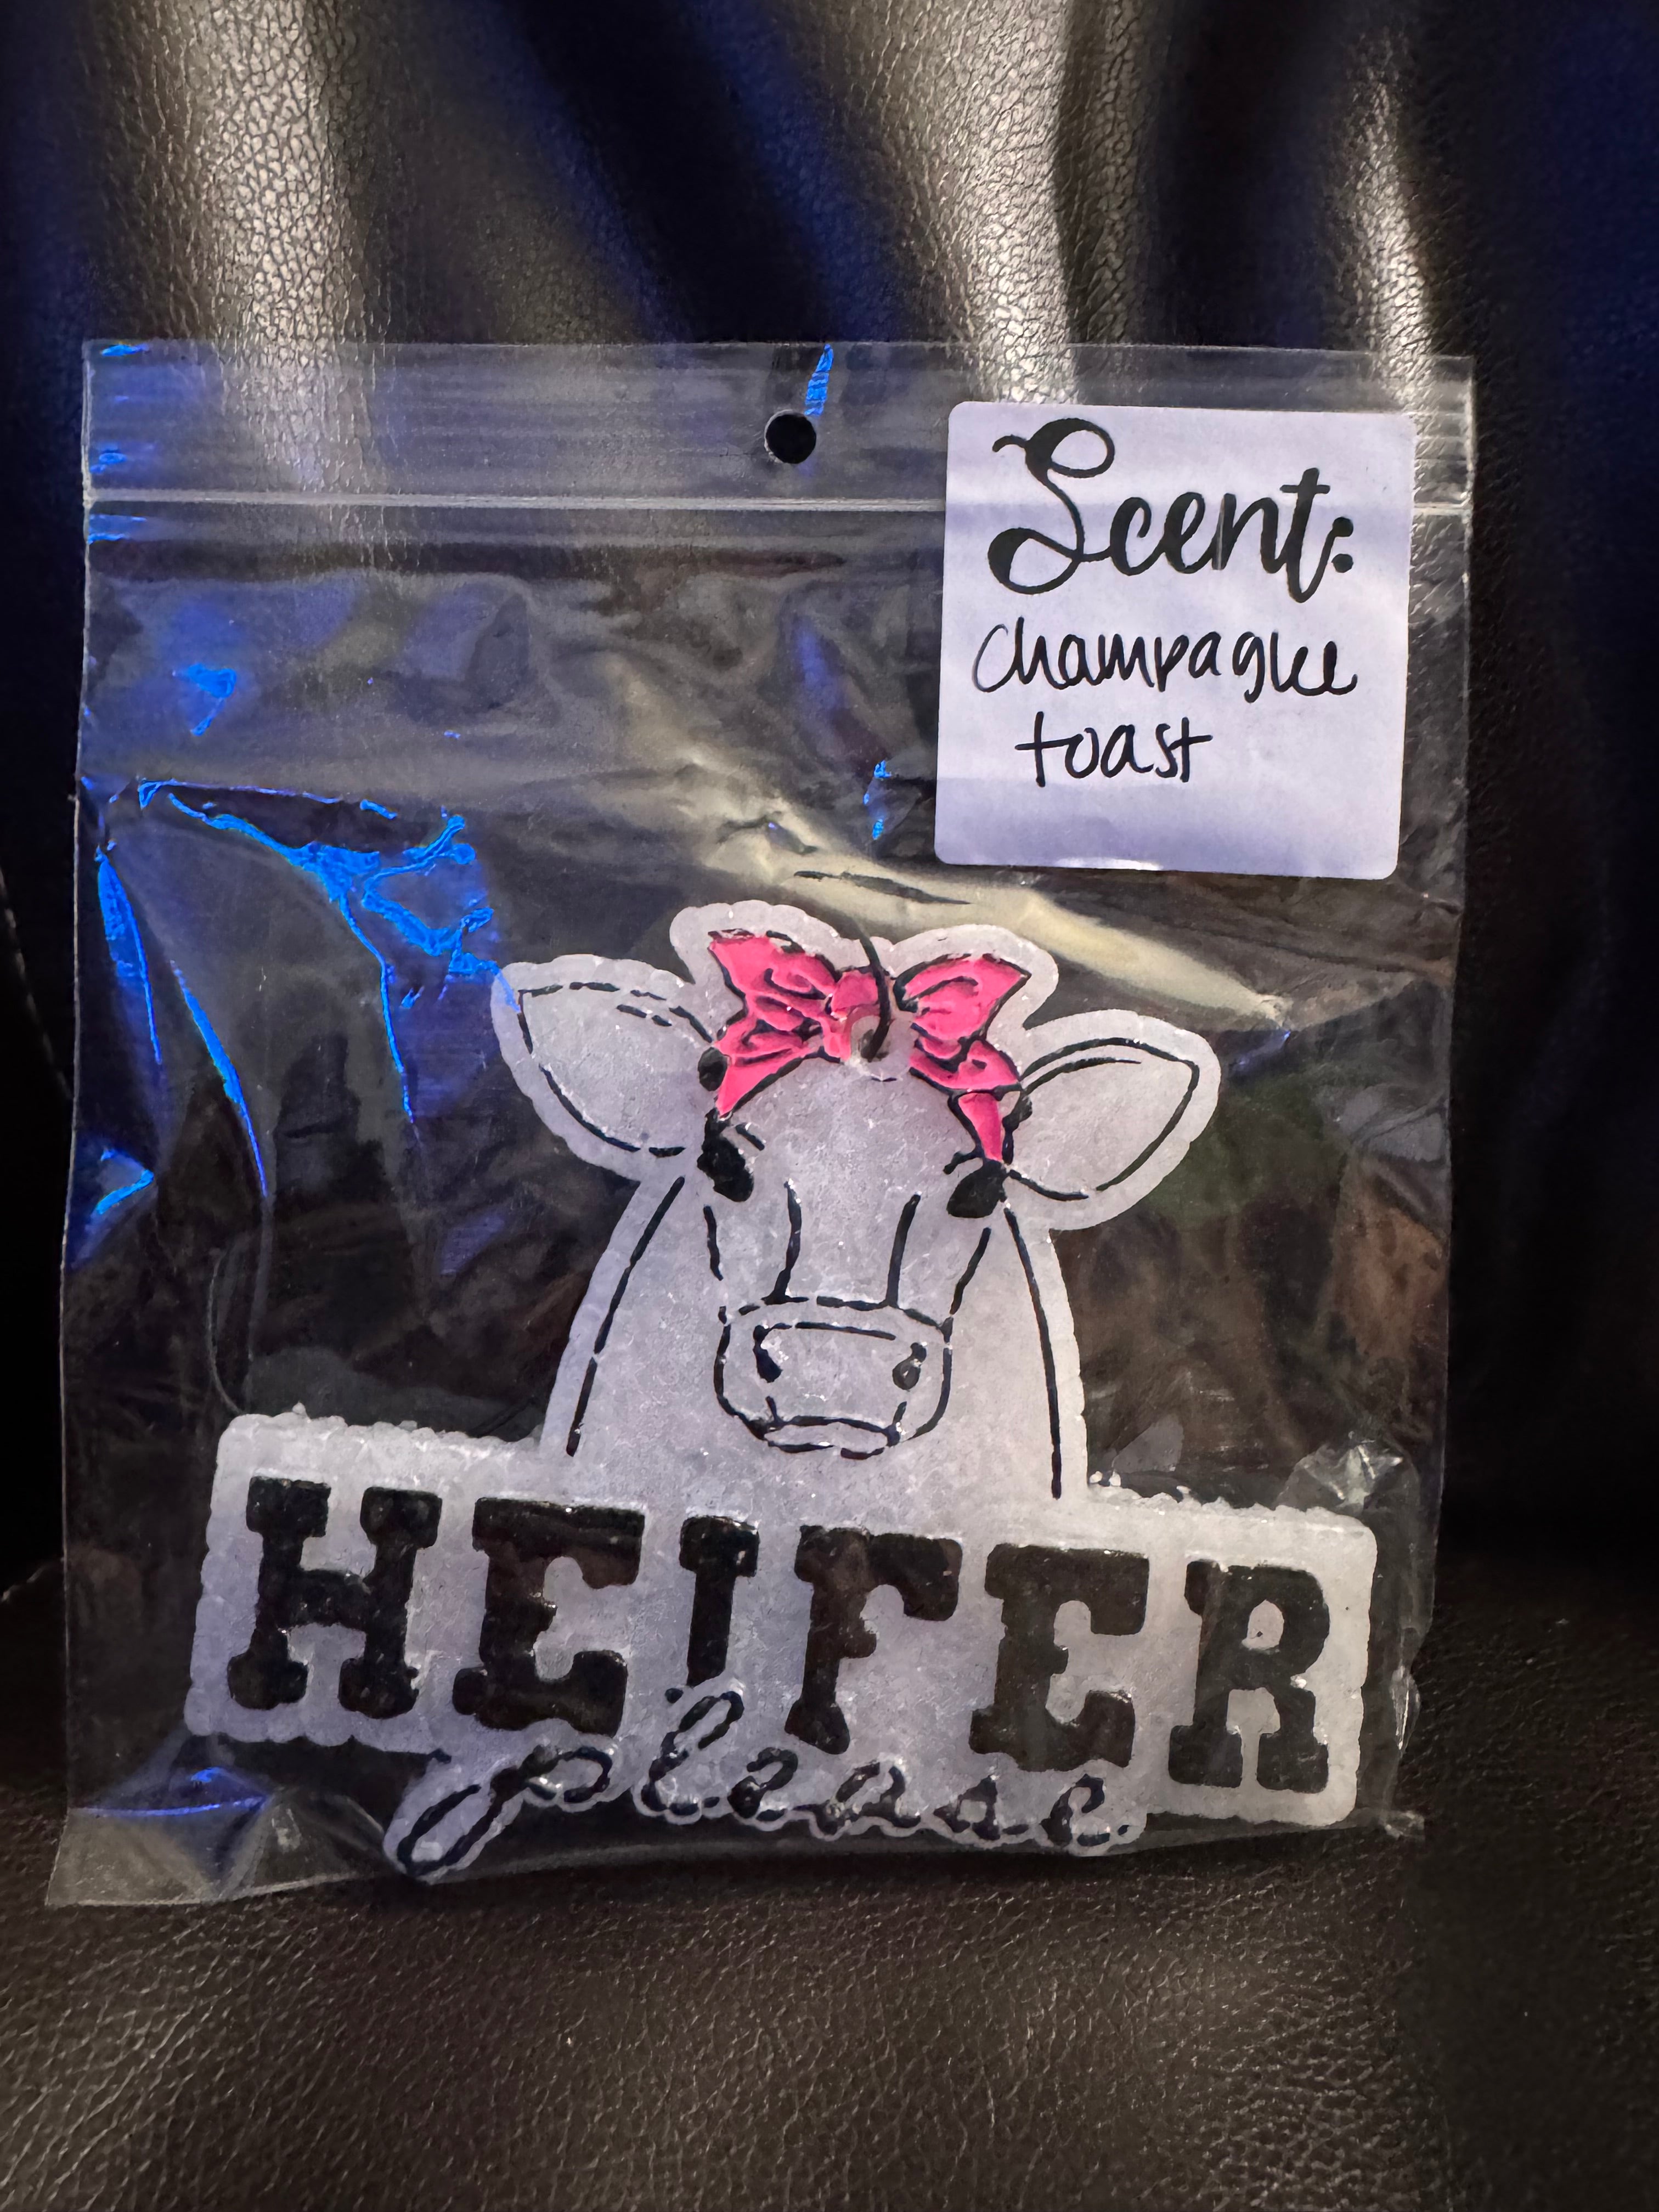 Scent:
champagne
toast
HEIFER
please